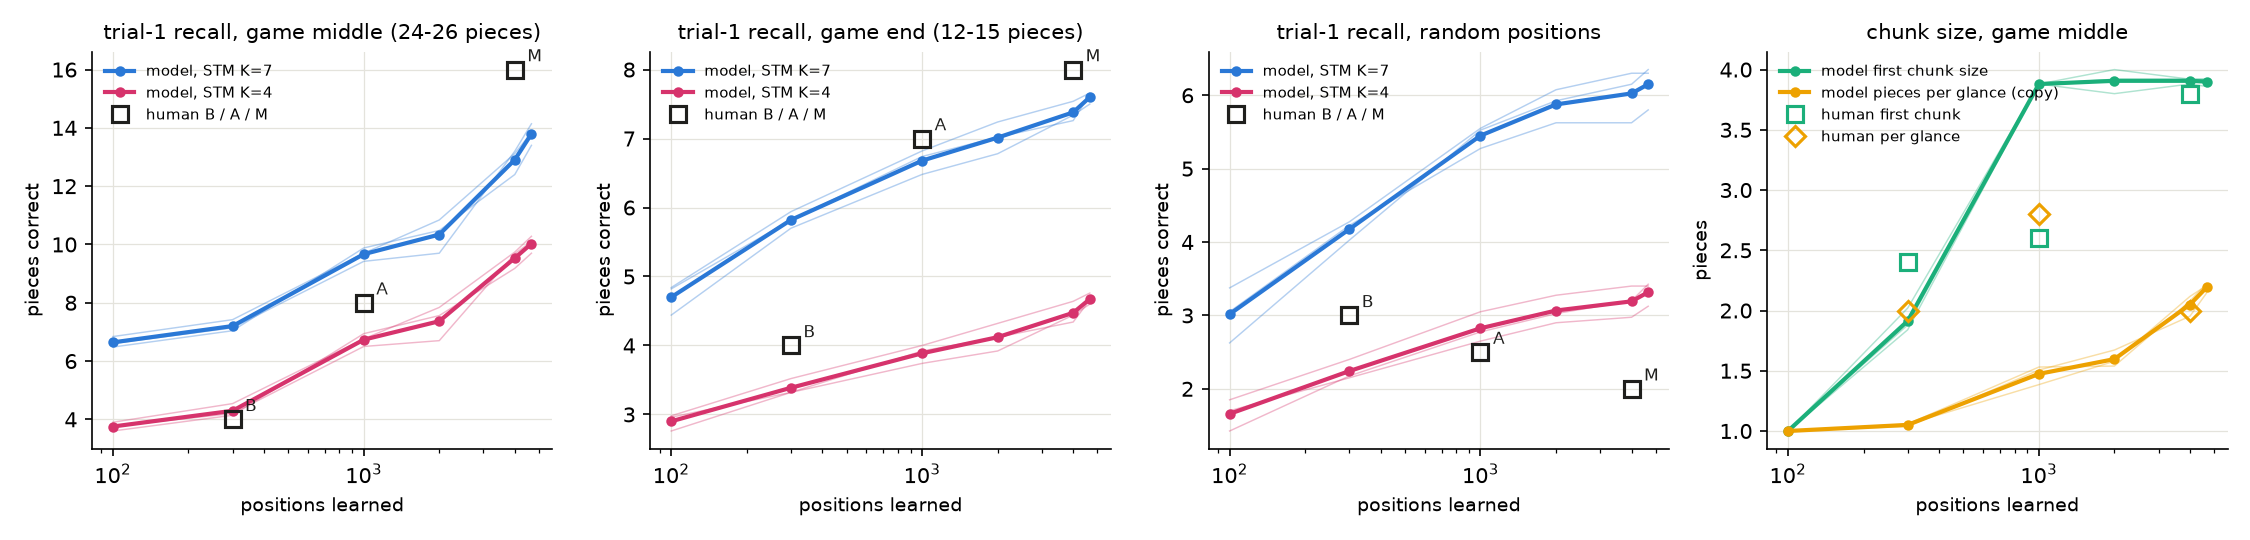 trial-1 recall, game middle (24-26 pieces)
pieces correct
16
14
12
10
8
6
4
model, STM K=7
model, STM K=4
human B / A / M
B
A
M
10²
10³
positions learned
trial-1 recall, game end (12-15 pieces)
pieces correct
8
7
6
5
4
3
model, STM K=7
model, STM K=4
human B / A / M
B
A
M
10²
10³
positions learned
trial-1 recall, random positions
pieces correct
6
5
4
3
2
model, STM K=7
model, STM K=4
human B / A / M
B
A
M
10²
10³
positions learned
chunk size, game middle
pieces
4.0
3.5
3.0
2.5
2.0
1.5
1.0
model first chunk size
model pieces per glance (copy)
human first chunk
human per glance
10²
10³
positions learned